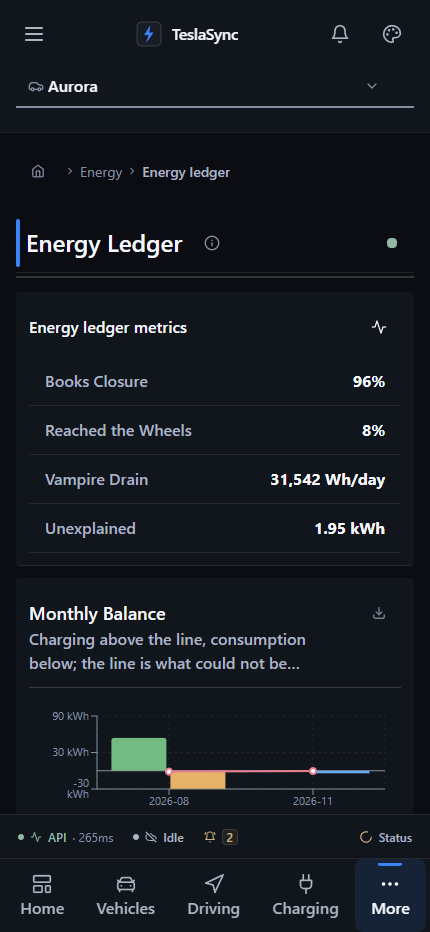 TeslaSync
Aurora
Energy
Energy ledger
Energy Ledger
Energy ledger metrics
Books Closure
96%
Reached the Wheels
8%
Vampire Drain
31,542 Wh/day
Unexplained
1.95 kWh
Monthly Balance
Charging above the line, consumption
below; the line is what could not be...
90 kWh
30 kWh
-30
kWh
2026-08
2026-11
API · 265ms
Idle
2
Status
Home
Vehicles
Driving
Charging
More